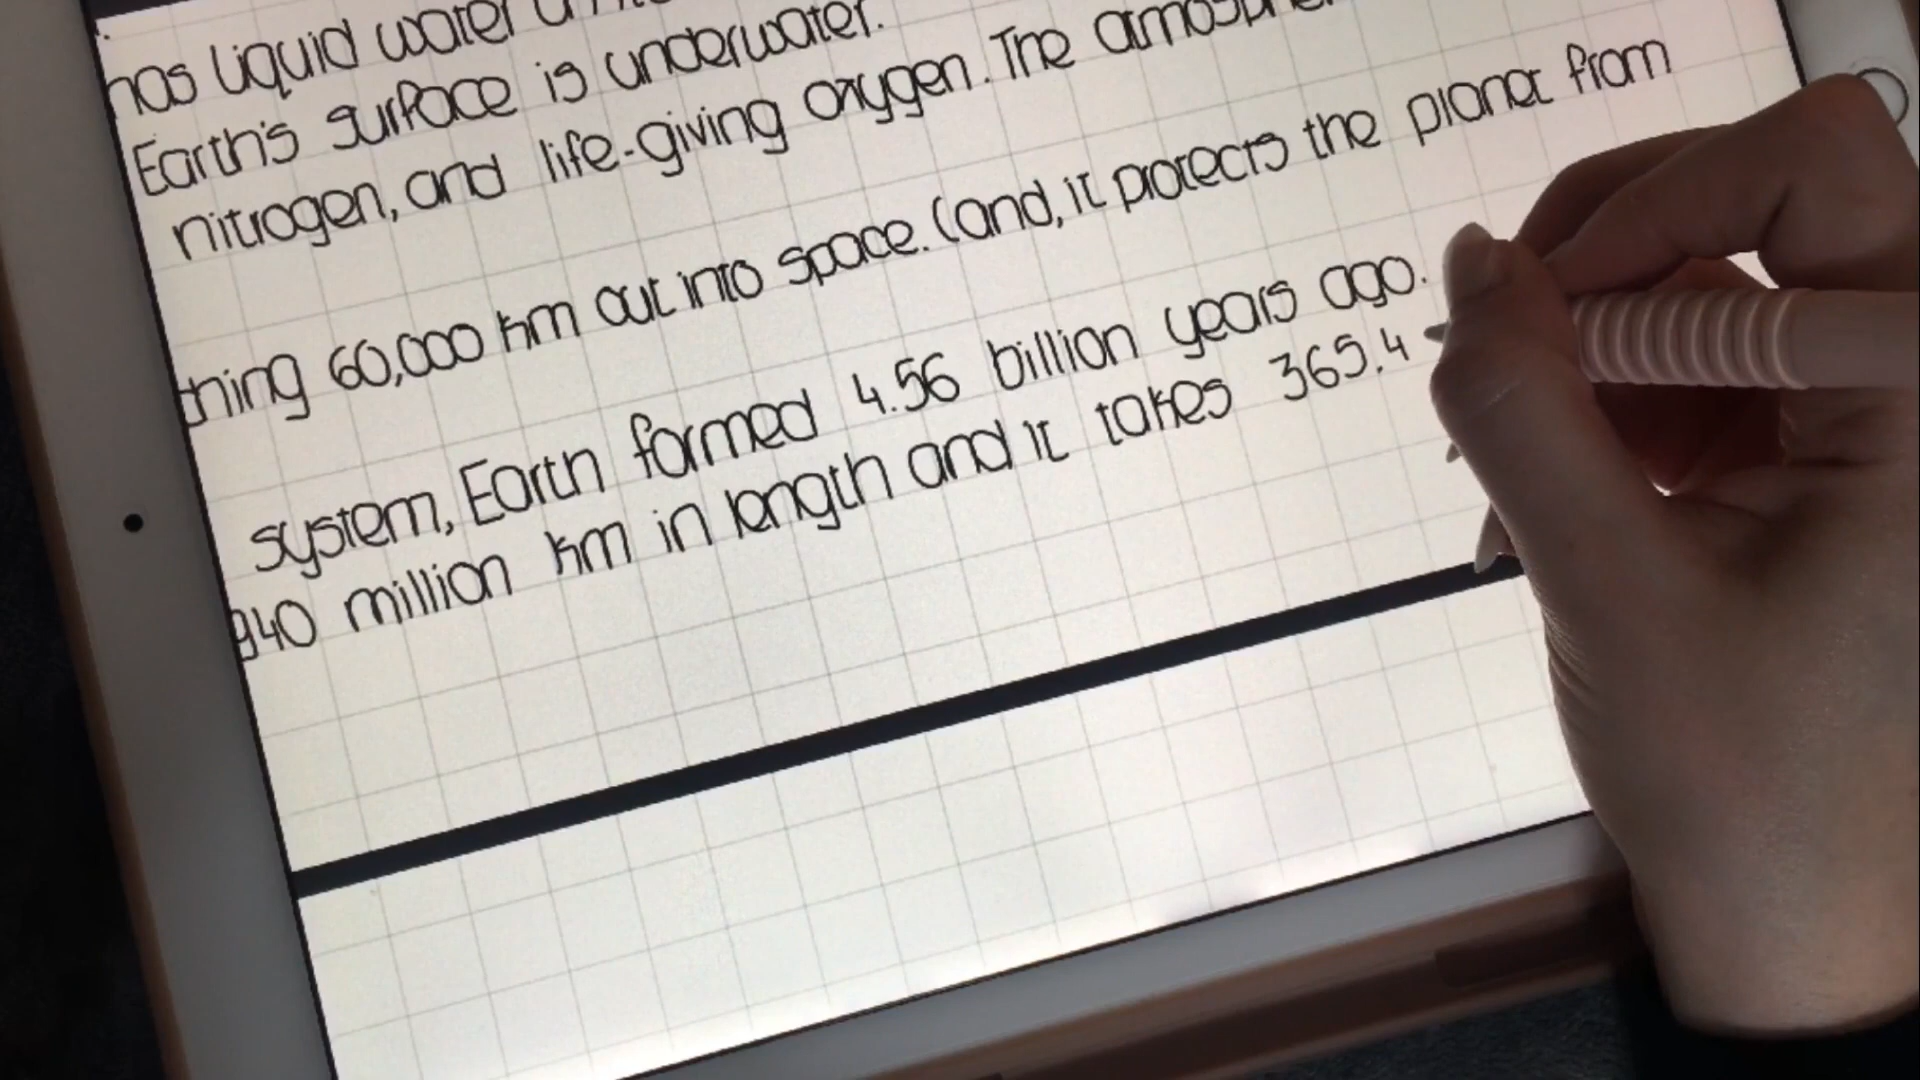 has liquid water
Earth's surface is underwater.
nitrogen, and life-giving oxygen. The
thing 60,000 km out into space. (and, it protects the planet from
system, Earth formed 4.56 billion years ago.
940 million km in length and it takes 365.4